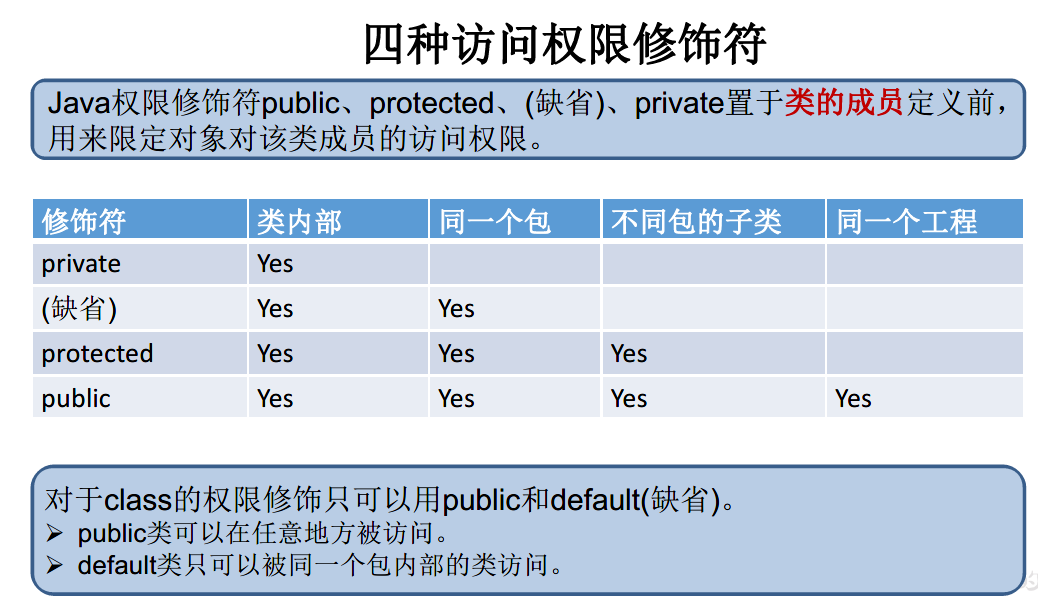 四种访问权限修饰符
Java权限修饰符public、protected、(缺省)、private置于类的成员定义前，
用来限定对象对该类成员的访问权限。
修饰符 类内部 同一个包 不同包的子类 同一个工程
private Yes
(缺省) Yes Yes
protected Yes Yes Yes
public Yes Yes Yes Yes
对于class的权限修饰只可以用public和default(缺省)。
➢ public类可以在任意地方被访问。
➢ default类只可以被同一个包内部的类访问。